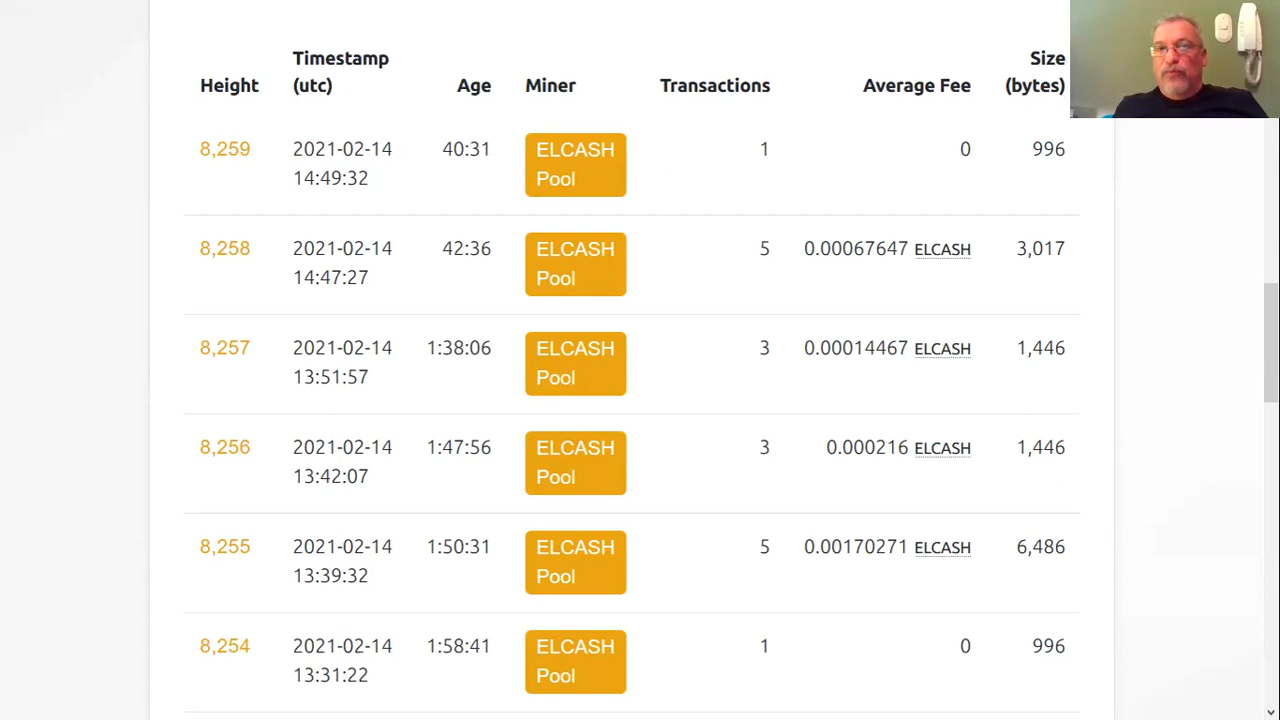 Height Timestamp (utc) Age Miner Transactions Average Fee Size (bytes)
8,259 2021-02-14 14:49:32 40:31 ELCASH Pool 1 0 996
8,258 2021-02-14 14:47:27 42:36 ELCASH Pool 5 0.00067647 ELCASH 3,017
8,257 2021-02-14 13:51:57 1:38:06 ELCASH Pool 3 0.00014467 ELCASH 1,446
8,256 2021-02-14 13:42:07 1:47:56 ELCASH Pool 3 0.000216 ELCASH 1,446
8,255 2021-02-14 13:39:32 1:50:31 ELCASH Pool 5 0.00170271 ELCASH 6,486
8,254 2021-02-14 13:31:22 1:58:41 ELCASH Pool 1 0 996